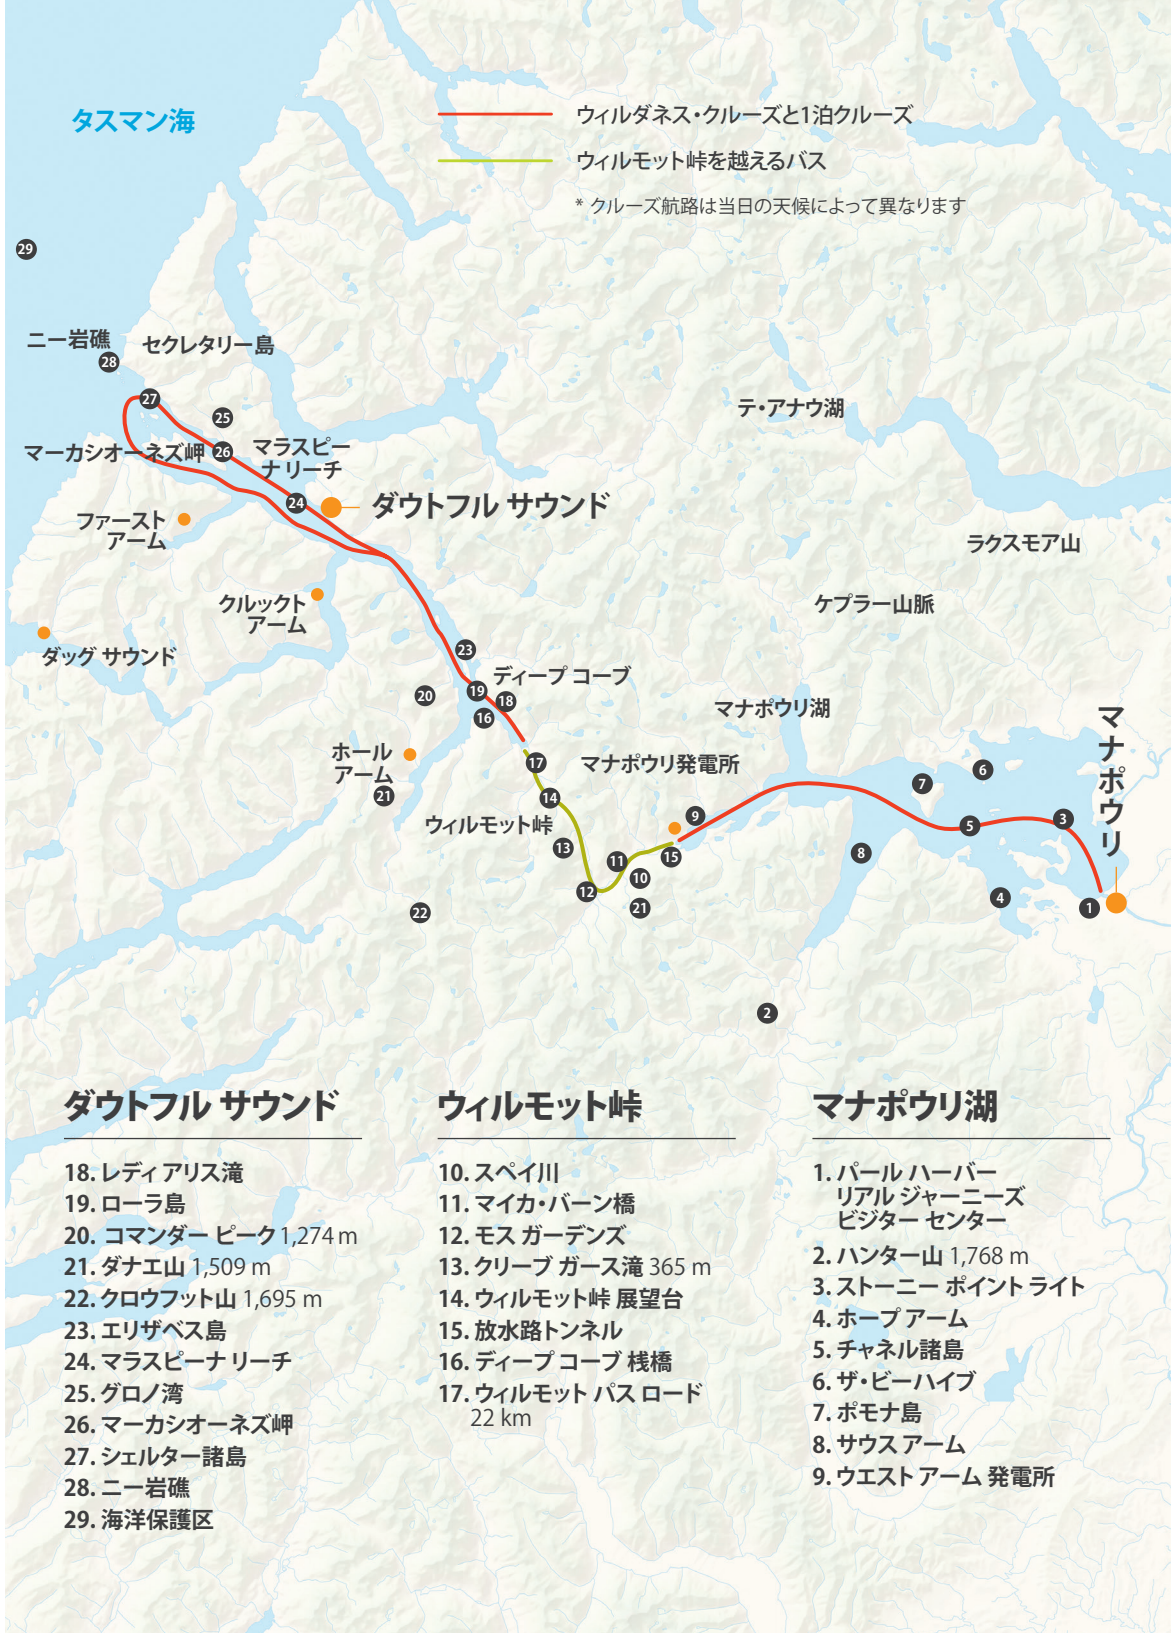 タスマン海
ウィルダネス・クルーズと1泊クルーズ
ウィルモット峠を越えるバス
* クルーズ航路は当日の天候によって異なります
29
ニー岩礁
28
セクレタリー島
27
25
マーカシオーネズ岬
26
マラスピー
ナ リーチ
24
ダウトフル サウンド
テ・アナウ湖
ファースト
アーム
ラクスモア山
クルックト
アーム
ケプラー山脈
ダッグ サウンド
23
ディープ コーブ
20
19
18
16
マナポウリ湖
マナポウリ
ホール
アーム
21
17
マナポウリ発電所
6
7
14
ウィルモット峠
9
5
3
13
11
15
8
10
12
21
4
1
22
2
ダウトフル サウンド
18. レディ アリス滝
19. ローラ島
20. コマンダー ピーク 1,274 m
21. ダナエ山 1,509 m
22. クロウフット山 1,695 m
23. エリザベス島
24. マラスピーナ リーチ
25. グロノ湾
26. マーカシオーネズ岬
27. シェルター諸島
28. ニー岩礁
29. 海洋保護区
ウィルモット峠
10. スペイ川
11. マイカ・バーン橋
12. モス ガーデンズ
13. クリーブ ガース滝 365 m
14. ウィルモット峠 展望台
15. 放水路トンネル
16. ディープ コーブ 桟橋
17. ウィルモット パス ロード
22 km
マナポウリ湖
1. パール ハーバー
リアル ジャーニーズ
ビジター センター
2. ハンター山 1,768 m
3. ストーニー ポイント ライト
4. ホープ アーム
5. チャネル諸島
6. ザ・ビーハイブ
7. ポモナ島
8. サウス アーム
9. ウエスト アーム 発電所